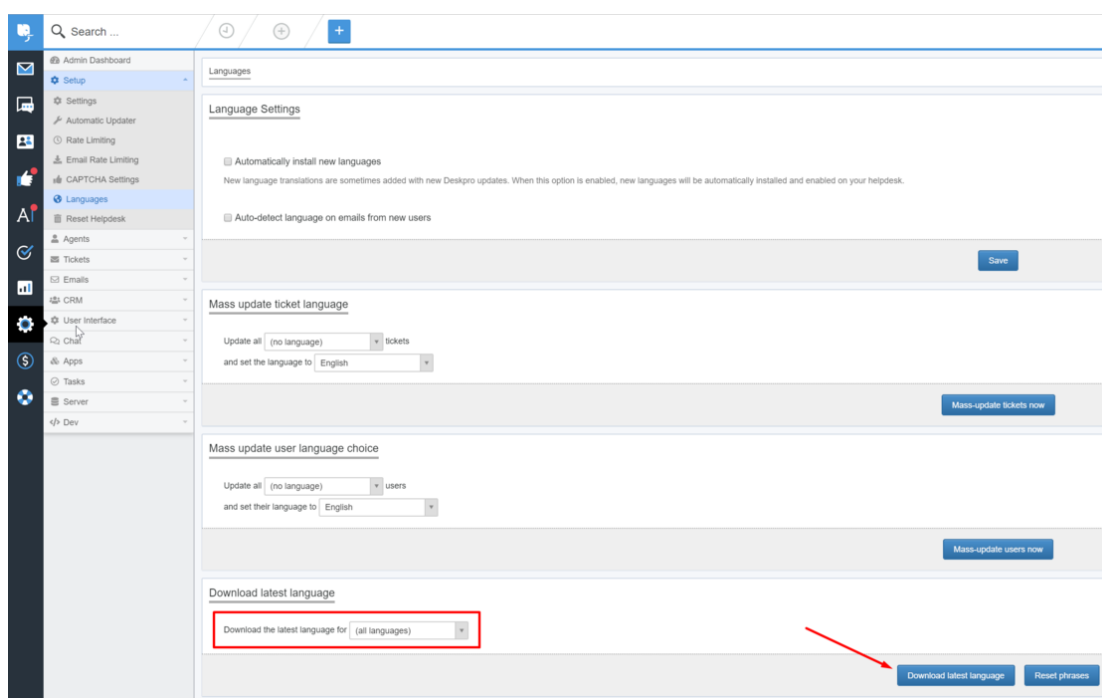 Search ...
Admin Dashboard
Setup
Settings
Automatic Updater
Rate Limiting
Email Rate Limiting
CAPTCHA Settings
Languages
Reset Helpdesk
Agents
Tickets
Emails
CRM
User Interface
Chat
Apps
Tasks
Server
</> Dev
AI
Languages
Language Settings
Automatically install new languages
New language translations are sometimes added with new Deskpro updates. When this option is enabled, new languages will be automatically installed and enabled on your helpdesk.
Auto-detect language on emails from new users
Save
Mass update ticket language
Update all (no language) tickets
and set the language to English
Mass-update tickets now
Mass update user language choice
Update all (no language) users
and set their language to English
Mass-update users now
Download latest language
Download the latest language for (all languages)
Download latest language Reset phrases